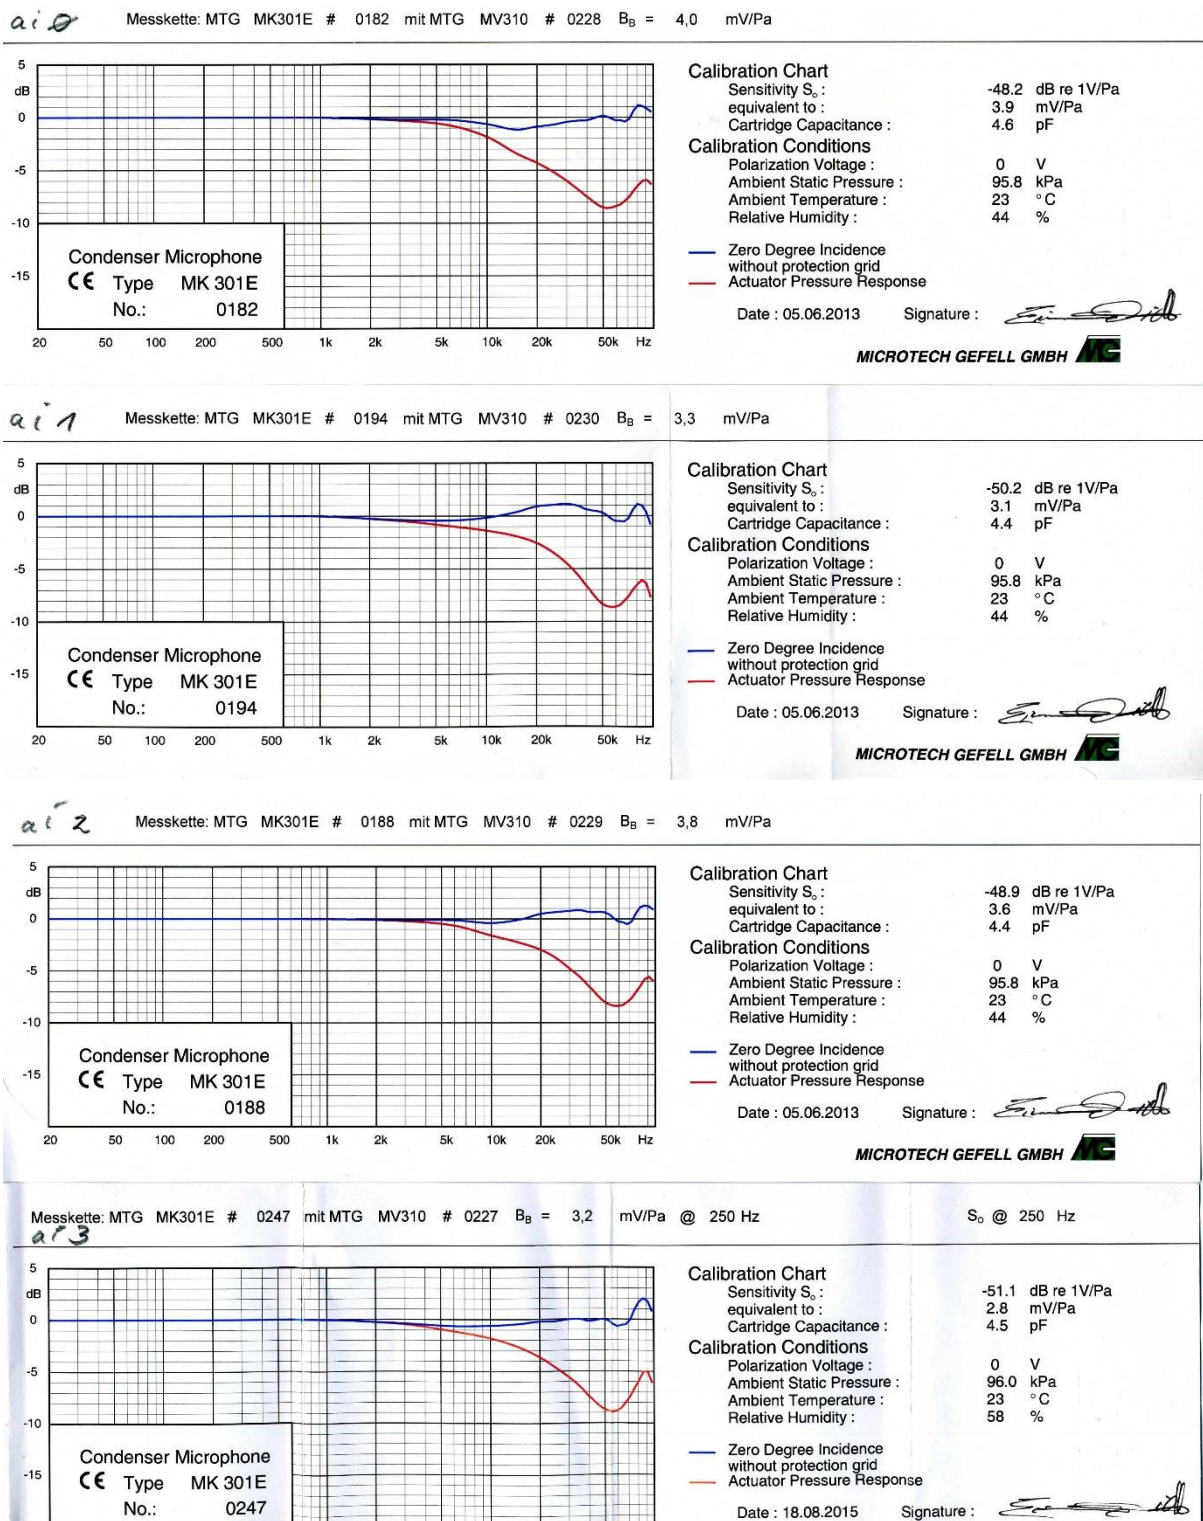 ai 0 Messkette: MTG MK301E # 0182 mit MTG MV310 # 0228 B_B = 4,0 mV/Pa
5
dB
0
-5
-10
-15
20 50 100 200 500 1k 2k 5k 10k 20k 50k Hz
Condenser Microphone
CE Type MK 301E
No.: 0182
Calibration Chart
Sensitivity Sₒ : -48.2 dB re 1V/Pa
equivalent to : 3.9 mV/Pa
Cartridge Capacitance : 4.6 pF
Calibration Conditions
Polarization Voltage : 0 V
Ambient Static Pressure : 95.8 kPa
Ambient Temperature : 23 °C
Relative Humidity : 44 %
Zero Degree Incidence
without protection grid
Actuator Pressure Response
Date : 05.06.2013 Signature :
MICROTECH GEFELL GMBH MG
ai 1 Messkette: MTG MK301E # 0194 mit MTG MV310 # 0230 B_B = 3,3 mV/Pa
5
dB
0
-5
-10
-15
20 50 100 200 500 1k 2k 5k 10k 20k 50k Hz
Condenser Microphone
CE Type MK 301E
No.: 0194
Calibration Chart
Sensitivity Sₒ : -50.2 dB re 1V/Pa
equivalent to : 3.1 mV/Pa
Cartridge Capacitance : 4.4 pF
Calibration Conditions
Polarization Voltage : 0 V
Ambient Static Pressure : 95.8 kPa
Ambient Temperature : 23 °C
Relative Humidity : 44 %
Zero Degree Incidence
without protection grid
Actuator Pressure Response
Date : 05.06.2013 Signature :
MICROTECH GEFELL GMBH MG
ai 2 Messkette: MTG MK301E # 0188 mit MTG MV310 # 0229 B_B = 3,8 mV/Pa
5
dB
0
-5
-10
-15
20 50 100 200 500 1k 2k 5k 10k 20k 50k Hz
Condenser Microphone
CE Type MK 301E
No.: 0188
Calibration Chart
Sensitivity Sₒ : -48.9 dB re 1V/Pa
equivalent to : 3.6 mV/Pa
Cartridge Capacitance : 4.4 pF
Calibration Conditions
Polarization Voltage : 0 V
Ambient Static Pressure : 95.8 kPa
Ambient Temperature : 23 °C
Relative Humidity : 44 %
Zero Degree Incidence
without protection grid
Actuator Pressure Response
Date : 05.06.2013 Signature :
MICROTECH GEFELL GMBH MG
Messkette: MTG MK301E # 0247 mit MTG MV310 # 0227 B_B = 3,2 mV/Pa @ 250 Hz Sₒ @ 250 Hz
ai 3
5
dB
0
-5
-10
-15
Condenser Microphone
CE Type MK 301E
No.: 0247
Calibration Chart
Sensitivity Sₒ : -51.1 dB re 1V/Pa
equivalent to : 2.8 mV/Pa
Cartridge Capacitance : 4.5 pF
Calibration Conditions
Polarization Voltage : 0 V
Ambient Static Pressure : 96.0 kPa
Ambient Temperature : 23 °C
Relative Humidity : 58 %
Zero Degree Incidence
without protection grid
Actuator Pressure Response
Date : 18.08.2015 Signature :